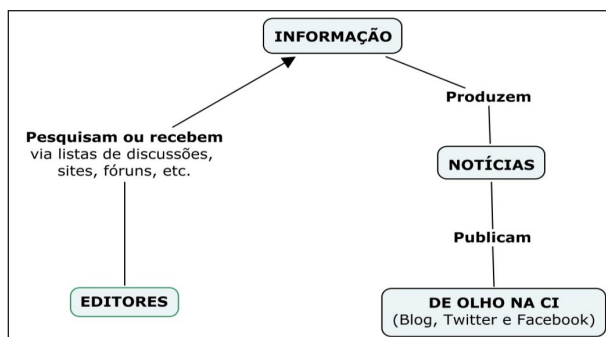 INFORMAÇÃO
Produzem
Pesquisam ou recebem
via listas de discussões,
sites, fóruns, etc.
NOTÍCIAS
Publicam
EDITORES
DE OLHO NA CI
(Blog, Twitter e Facebook)